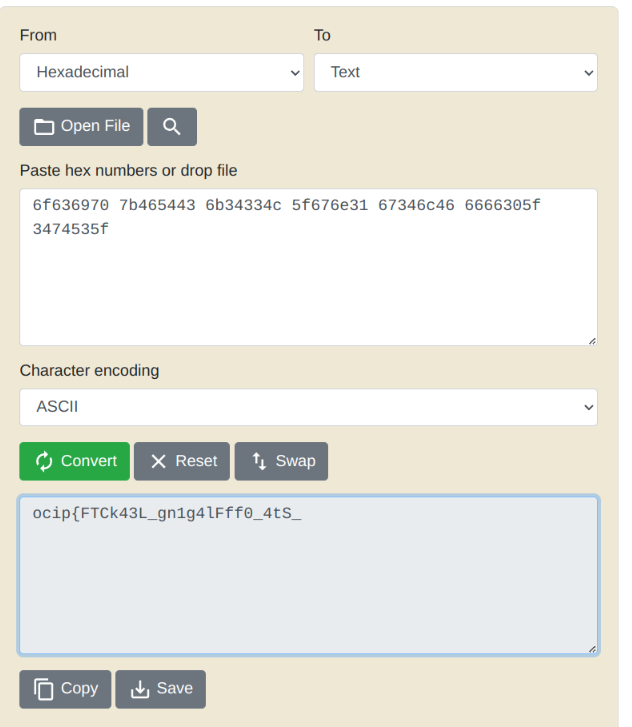 From To
Hexadecimal Text
Open File
Paste hex numbers or drop file
6f636970 7b465443 6b34334c 5f676e31 67346c46 6666305f
3474535f
Character encoding
ASCII
Convert Reset Swap
ocip{FTCk43L_gn1g4lFff0_4tS_
Copy Save